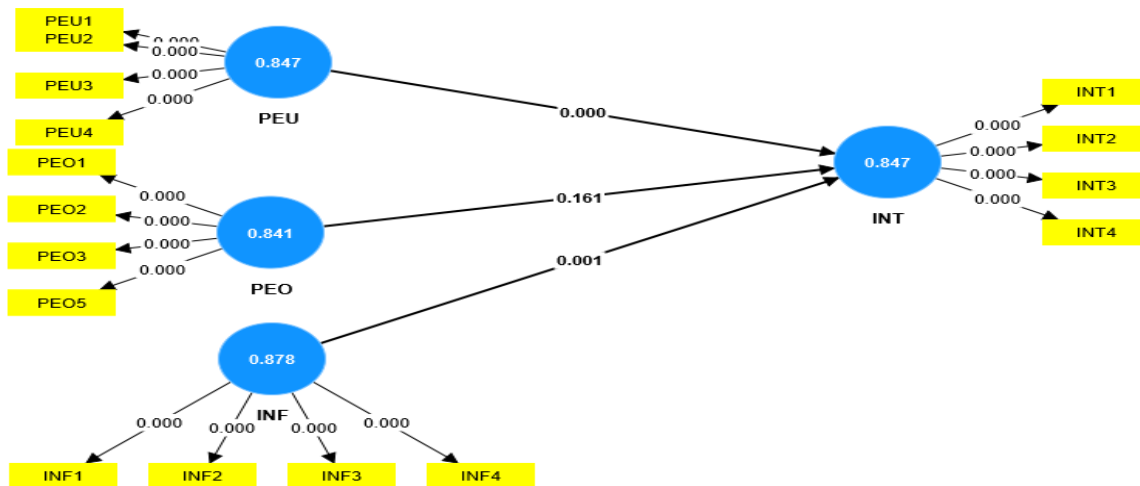 PEU1
PEU2
PEU3
PEU4
0.000
0.000
0.000
0.000
0.847
PEU
0.000
PEO1
PEO2
PEO3
PEO5
0.000
0.000
0.000
0.000
0.841
PEO
0.161
0.878
INF
0.001
0.000
0.000
0.000
0.000
INF1
INF2
INF3
INF4
0.847
INT
0.000
0.000
0.000
0.000
INT1
INT2
INT3
INT4